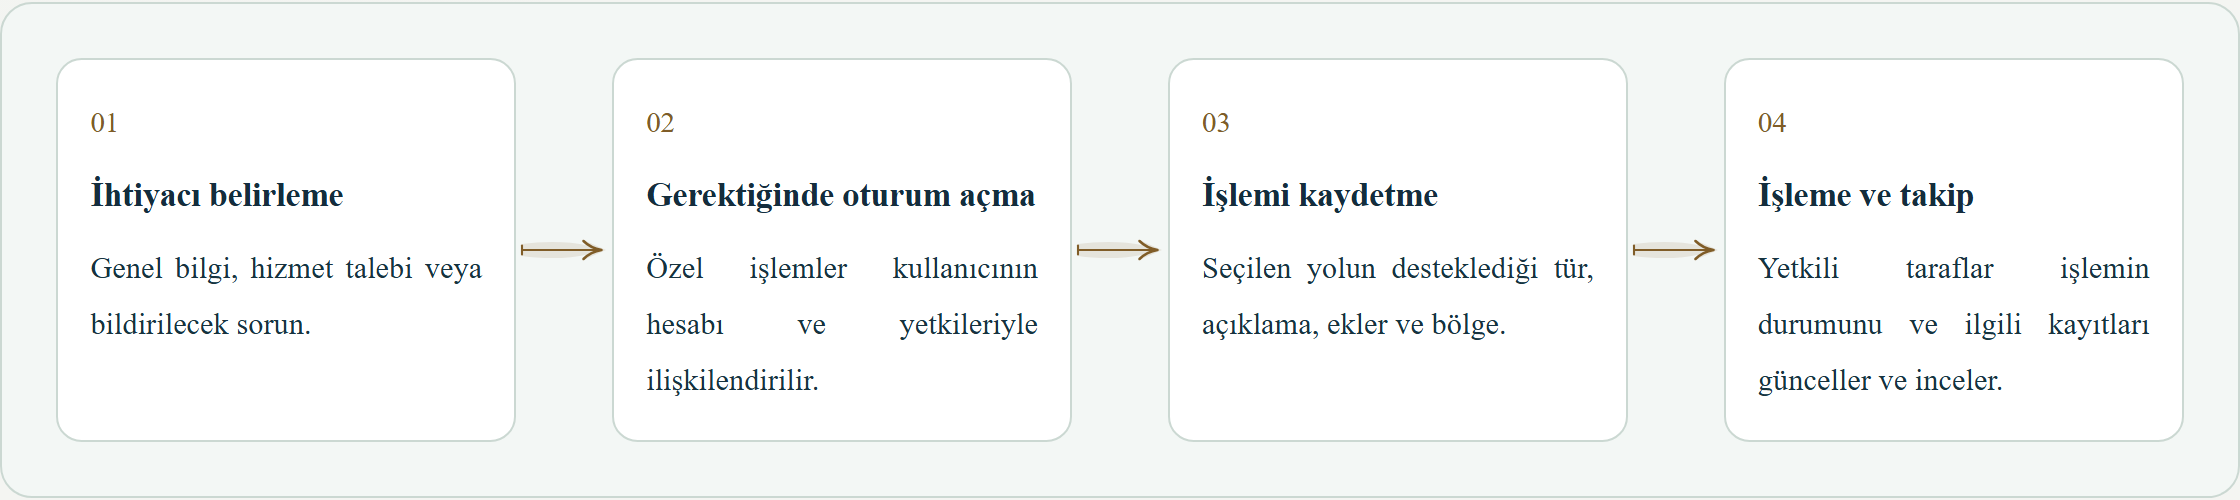 01
İhtiyacı belirleme
Genel bilgi, hizmet talebi veya
bildirilecek sorun.
02
Gerektiğinde oturum açma
Özel işlemler kullanıcının
hesabı ve yetkileriyle
ilişkilendirilir.
03
İşlemi kaydetme
Seçilen yolun desteklediği tür,
açıklama, ekler ve bölge.
04
İşleme ve takip
Yetkili taraflar işlemin
durumunu ve ilgili kayıtları
günceller ve inceler.